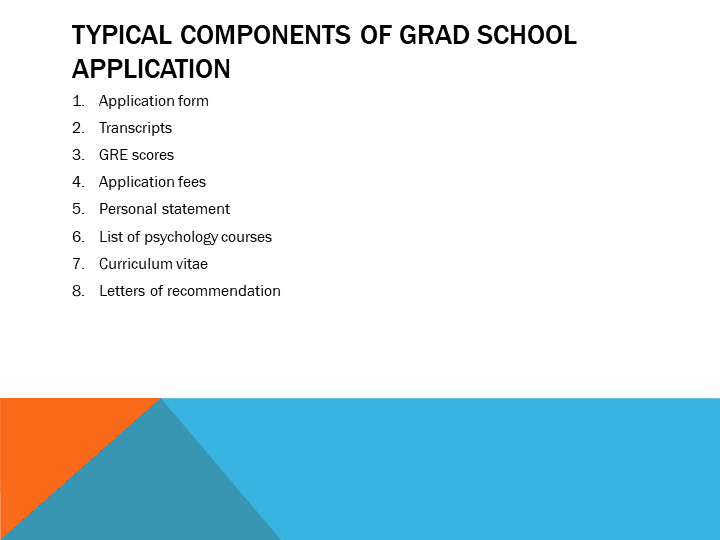 TYPICAL COMPONENTS OF GRAD SCHOOL
APPLICATION
1. Application form
2. Transcripts
3. GRE scores
4. Application fees
5. Personal statement
6. List of psychology courses
7. Curriculum vitae
8. Letters of recommendation